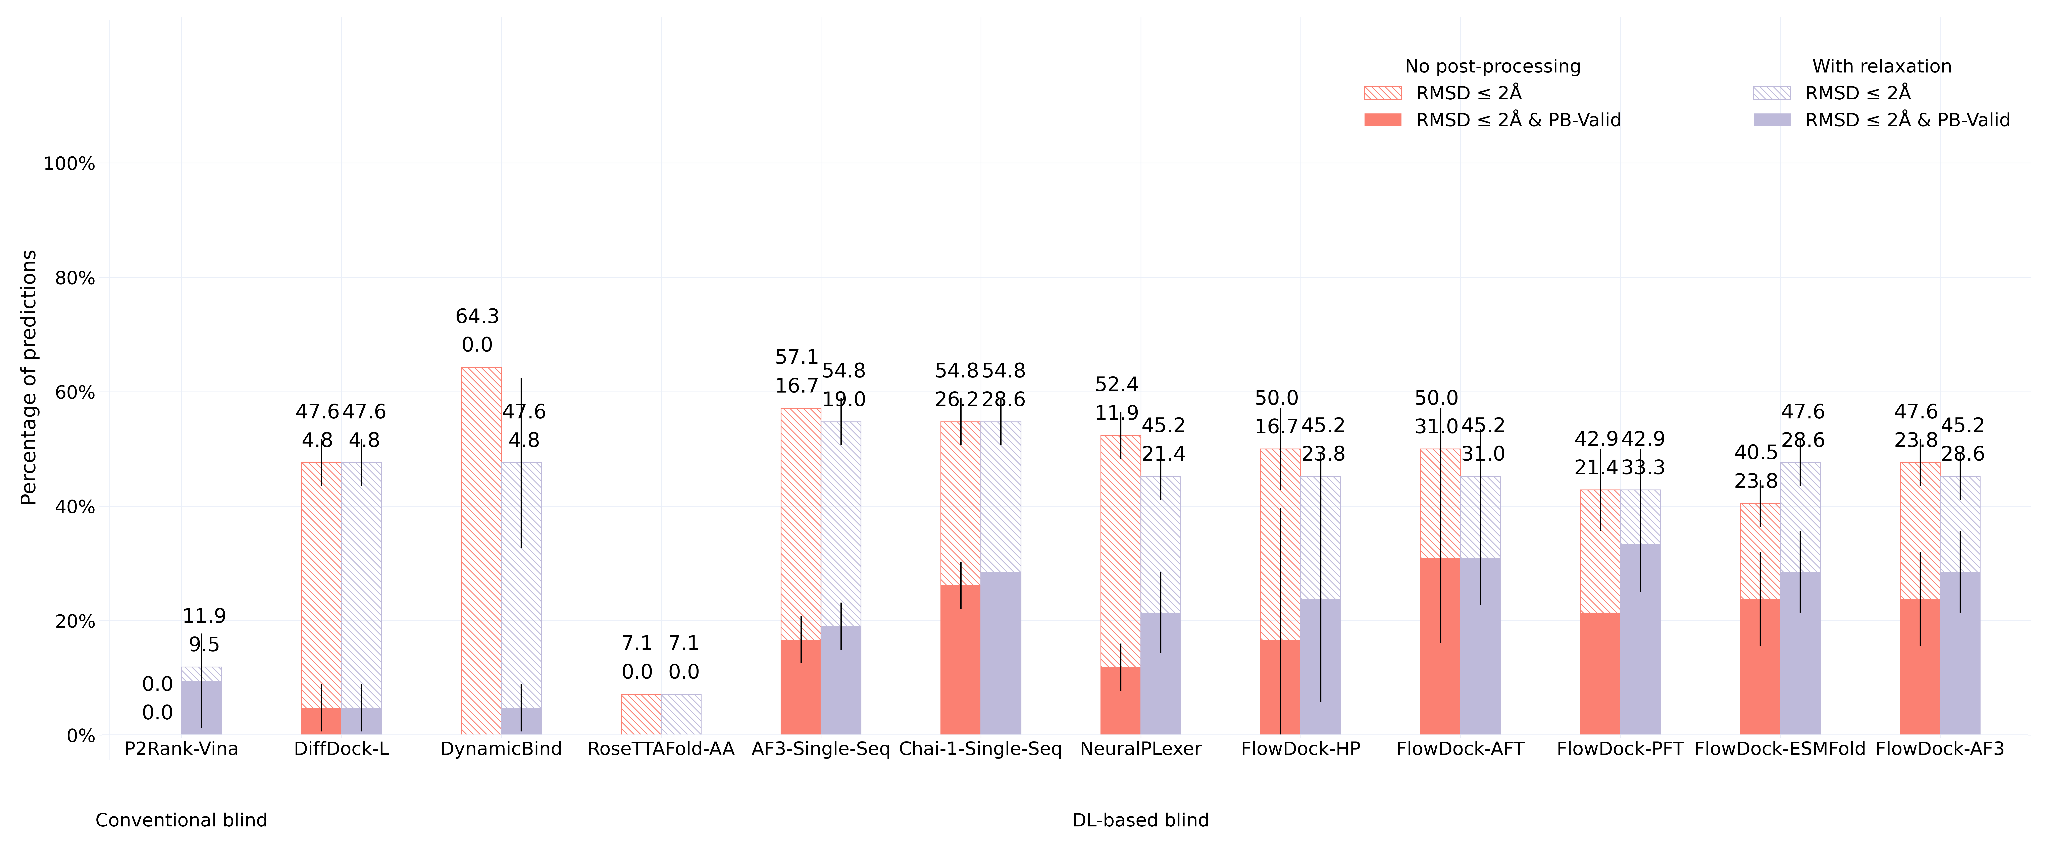 No post-processing
RMSD ≤ 2Å
RMSD ≤ 2Å & PB-Valid
With relaxation
RMSD ≤ 2Å
RMSD ≤ 2Å & PB-Valid
Percentage of predictions
100%
80%
60%
40%
20%
0%
0.0
0.0
11.9
9.5
47.6
4.8
47.6
4.8
64.3
0.0
47.6
4.8
7.1
0.0
7.1
0.0
57.1
16.7
54.8
19.0
54.8
26.2
54.8
28.6
52.4
11.9
45.2
21.4
50.0
16.7
45.2
23.8
50.0
31.0
45.2
31.0
42.9
21.4
42.9
33.3
40.5
23.8
47.6
28.6
47.6
23.8
45.2
28.6
P2Rank-Vina
DiffDock-L
DynamicBind
RoseTTAFold-AA
AF3-Single-Seq
Chai-1-Single-Seq
NeuralPLexer
FlowDock-HP
FlowDock-AFT
FlowDock-PFT
FlowDock-ESMFold
FlowDock-AF3
Conventional blind
DL-based blind